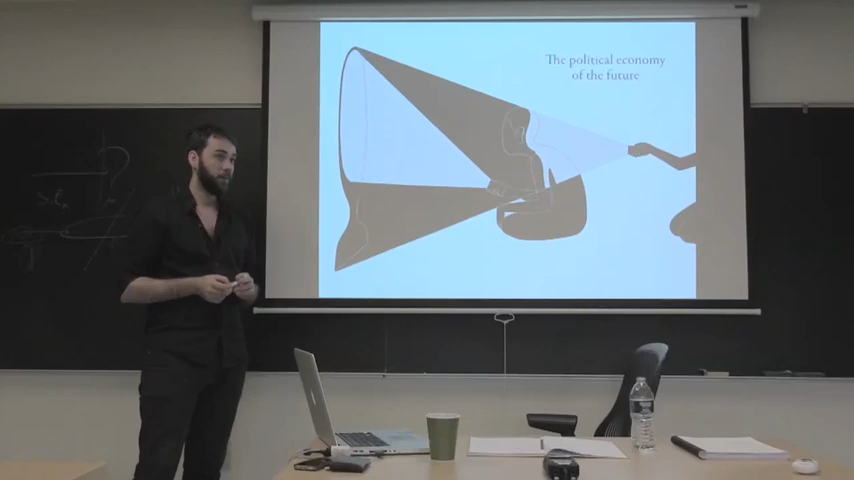 The political economy
of the future